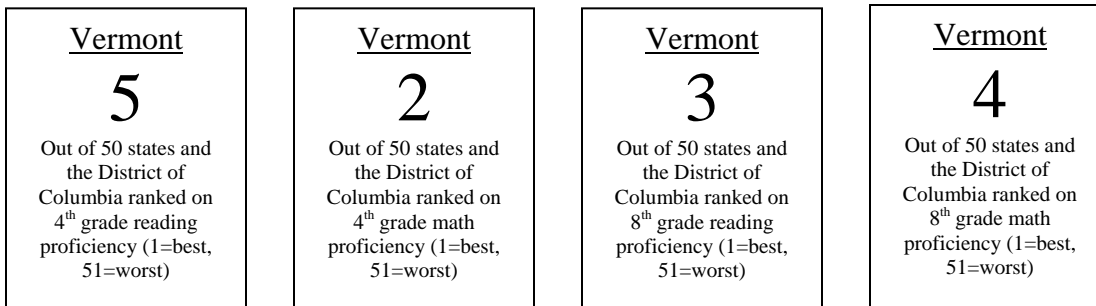 Vermont
5
Out of 50 states and
the District of
Columbia ranked on
4th grade reading
proficiency (1=best,
51=worst)
Vermont
2
Out of 50 states and
the District of
Columbia ranked on
4th grade math
proficiency (1=best,
51=worst)
Vermont
3
Out of 50 states and
the District of
Columbia ranked on
8th grade reading
proficiency (1=best,
51=worst)
Vermont
4
Out of 50 states and
the District of
Columbia ranked on
8th grade math
proficiency (1=best,
51=worst)